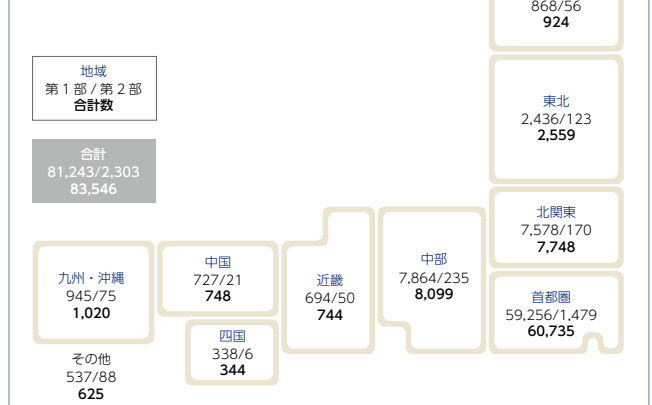 868/56
924
地域
第1部 / 第2部
合計数
東北
2,436/123
2,559
合計
81,243/2,303
83,546
北関東
7,578/170
7,748
中部
7,864/235
8,099
中国
727/21
748
九州・沖縄
945/75
1,020
近畿
694/50
744
首都圏
59,256/1,479
60,735
四国
338/6
344
その他
537/88
625